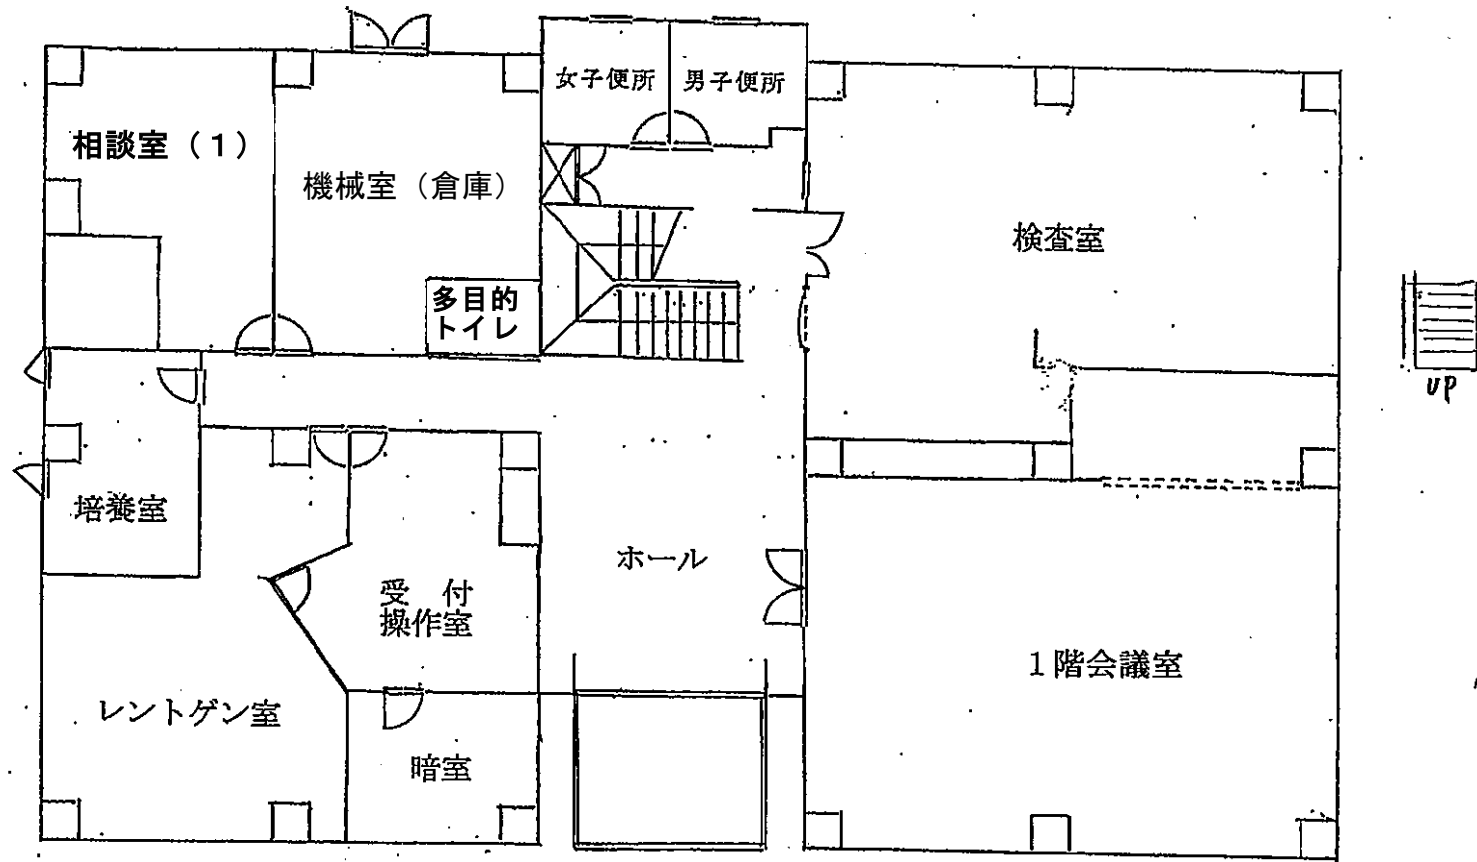 女子便所
男子便所
相談室（1）
機械室（倉庫）
検査室
多目的
トイレ
UP
培養室
ホール
受　付
操作室
1階会議室
レントゲン室
暗室